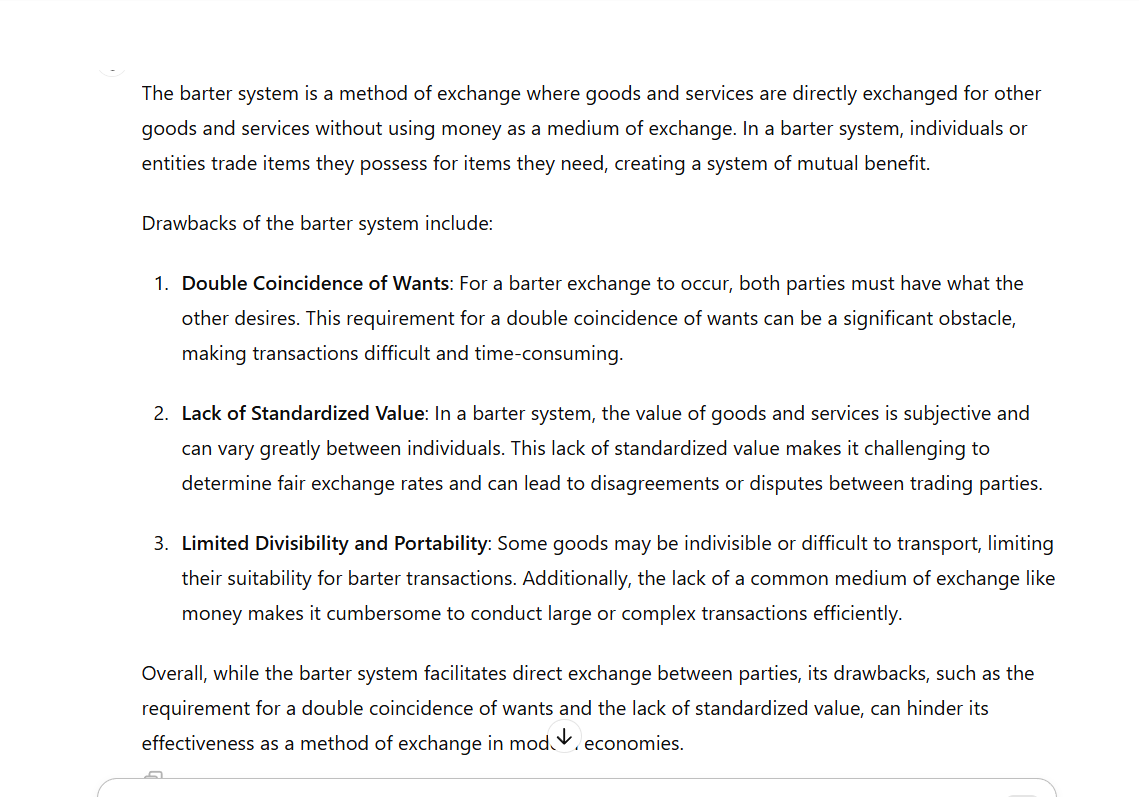 The barter system is a method of exchange where goods and services are directly exchanged for other
goods and services without using money as a medium of exchange. In a barter system, individuals or
entities trade items they possess for items they need, creating a system of mutual benefit.
Drawbacks of the barter system include:
1. Double Coincidence of Wants: For a barter exchange to occur, both parties must have what the
other desires. This requirement for a double coincidence of wants can be a significant obstacle,
making transactions difficult and time-consuming.
2. Lack of Standardized Value: In a barter system, the value of goods and services is subjective and
can vary greatly between individuals. This lack of standardized value makes it challenging to
determine fair exchange rates and can lead to disagreements or disputes between trading parties.
3. Limited Divisibility and Portability: Some goods may be indivisible or difficult to transport, limiting
their suitability for barter transactions. Additionally, the lack of a common medium of exchange like
money makes it cumbersome to conduct large or complex transactions efficiently.
Overall, while the barter system facilitates direct exchange between parties, its drawbacks, such as the
requirement for a double coincidence of wants and the lack of standardized value, can hinder its
effectiveness as a method of exchange in economies.